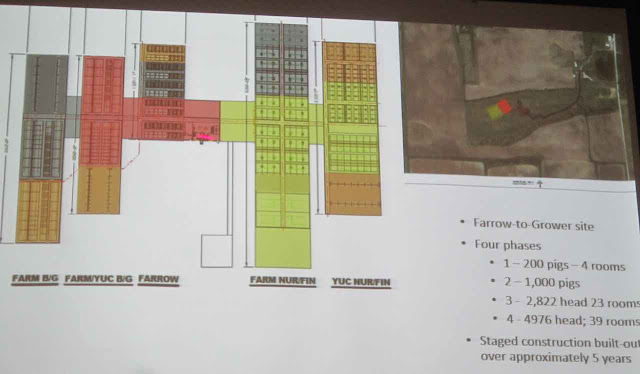 FARM B/G
FARM/YUC B/G
FARROW
FARM NUR/FIN
YUC NUR/FIN
• Farrow-to-Grower site
• Four phases
• 1 – 200 pigs – 4 rooms
• 2 – 1,000 pigs
• 3 – 2,822 head 23 rooms
• 4 - 4976 head; 39 rooms
• Staged construction built-out
over approximately 5 years